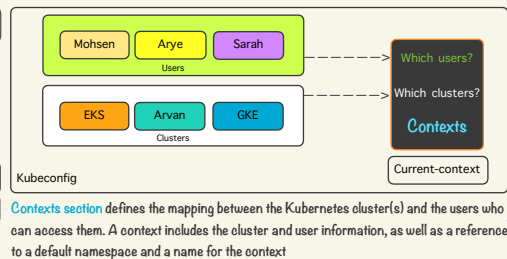 Mohsen
Arye
Sarah
Users
EKS
Arvan
GKE
Clusters
Which users?
Which clusters?
Contexts
Current-context
Kubeconfig
Contexts section defines the mapping between the Kubernetes cluster(s) and the users who
can access them. A context includes the cluster and user information, as well as a reference
to a default namespace and a name for the context